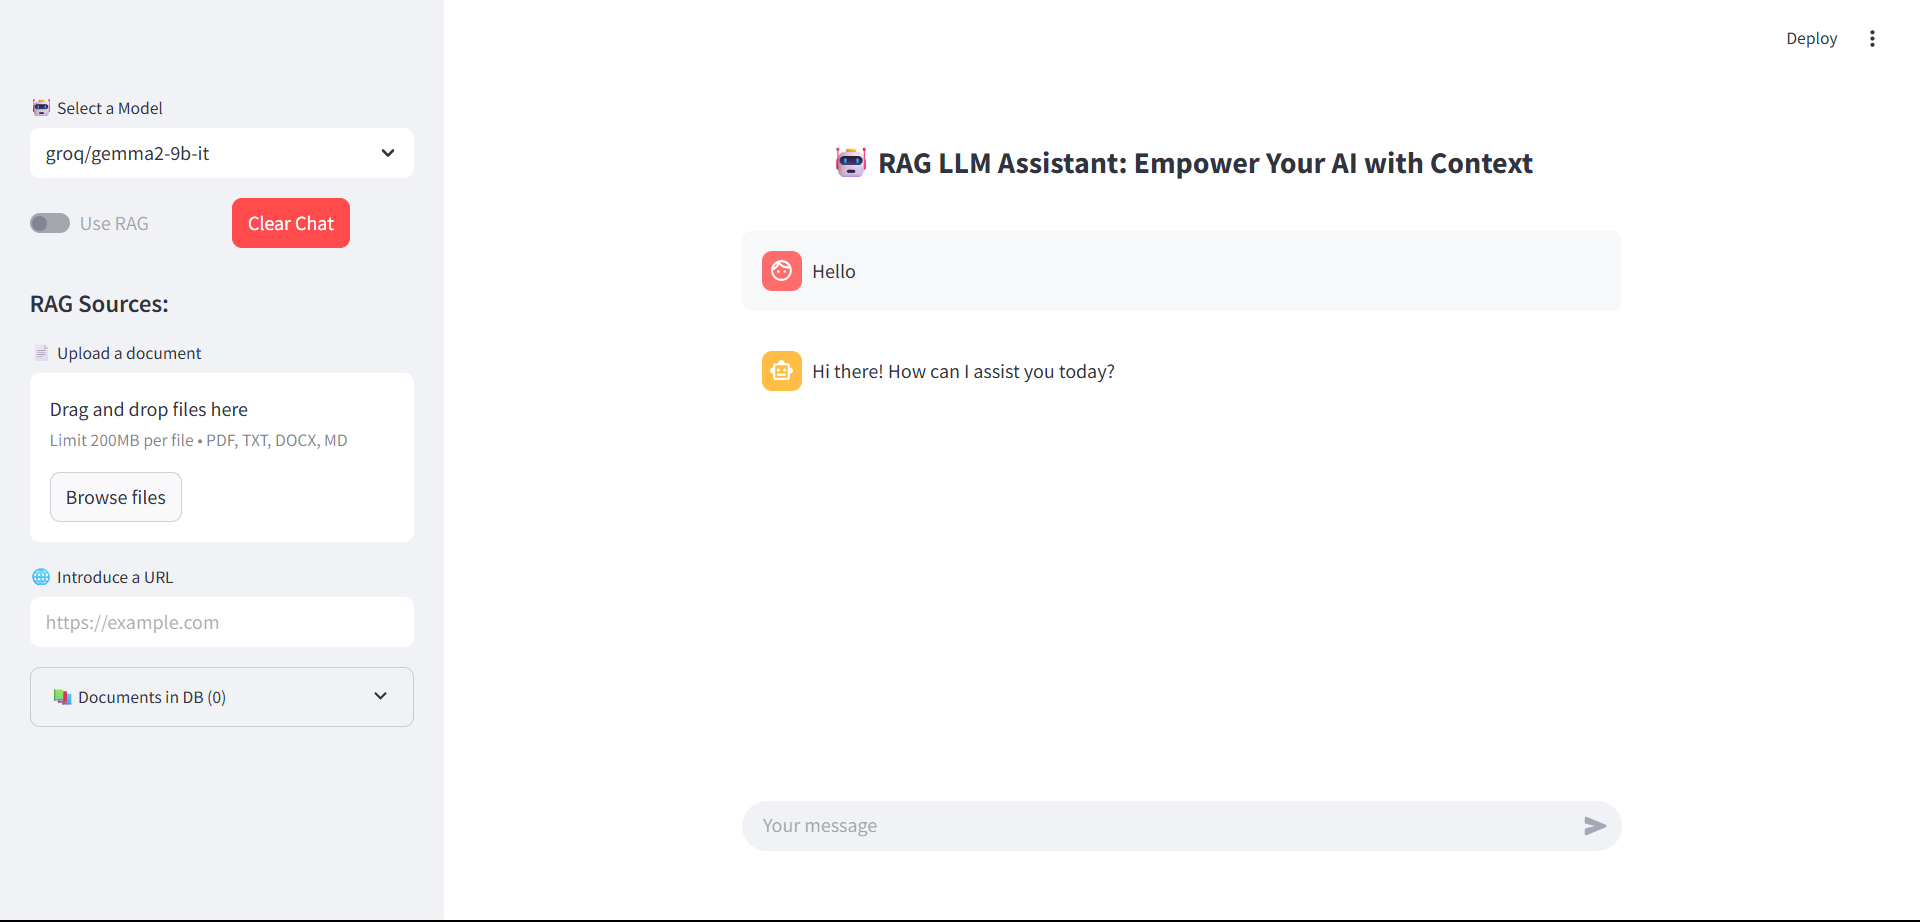 Deploy
Select a Model
groq/gemma2-9b-it
Use RAG
Clear Chat
RAG Sources:
Upload a document
Drag and drop files here
Limit 200MB per file • PDF, TXT, DOCX, MD
Browse files
Introduce a URL
https://example.com
Documents in DB (0)
RAG LLM Assistant: Empower Your AI with Context
Hello
Hi there! How can I assist you today?
Your message